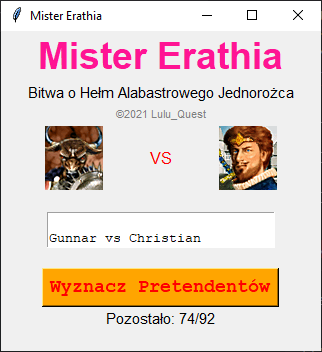 Mister Erathia
Mister Erathia
Bitwa o Hełm Alabastrowego Jednorożca
©2021 Lulu_Quest
VS
Gunnar vs Christian
Wyznacz Pretendentów
Pozostało: 74/92